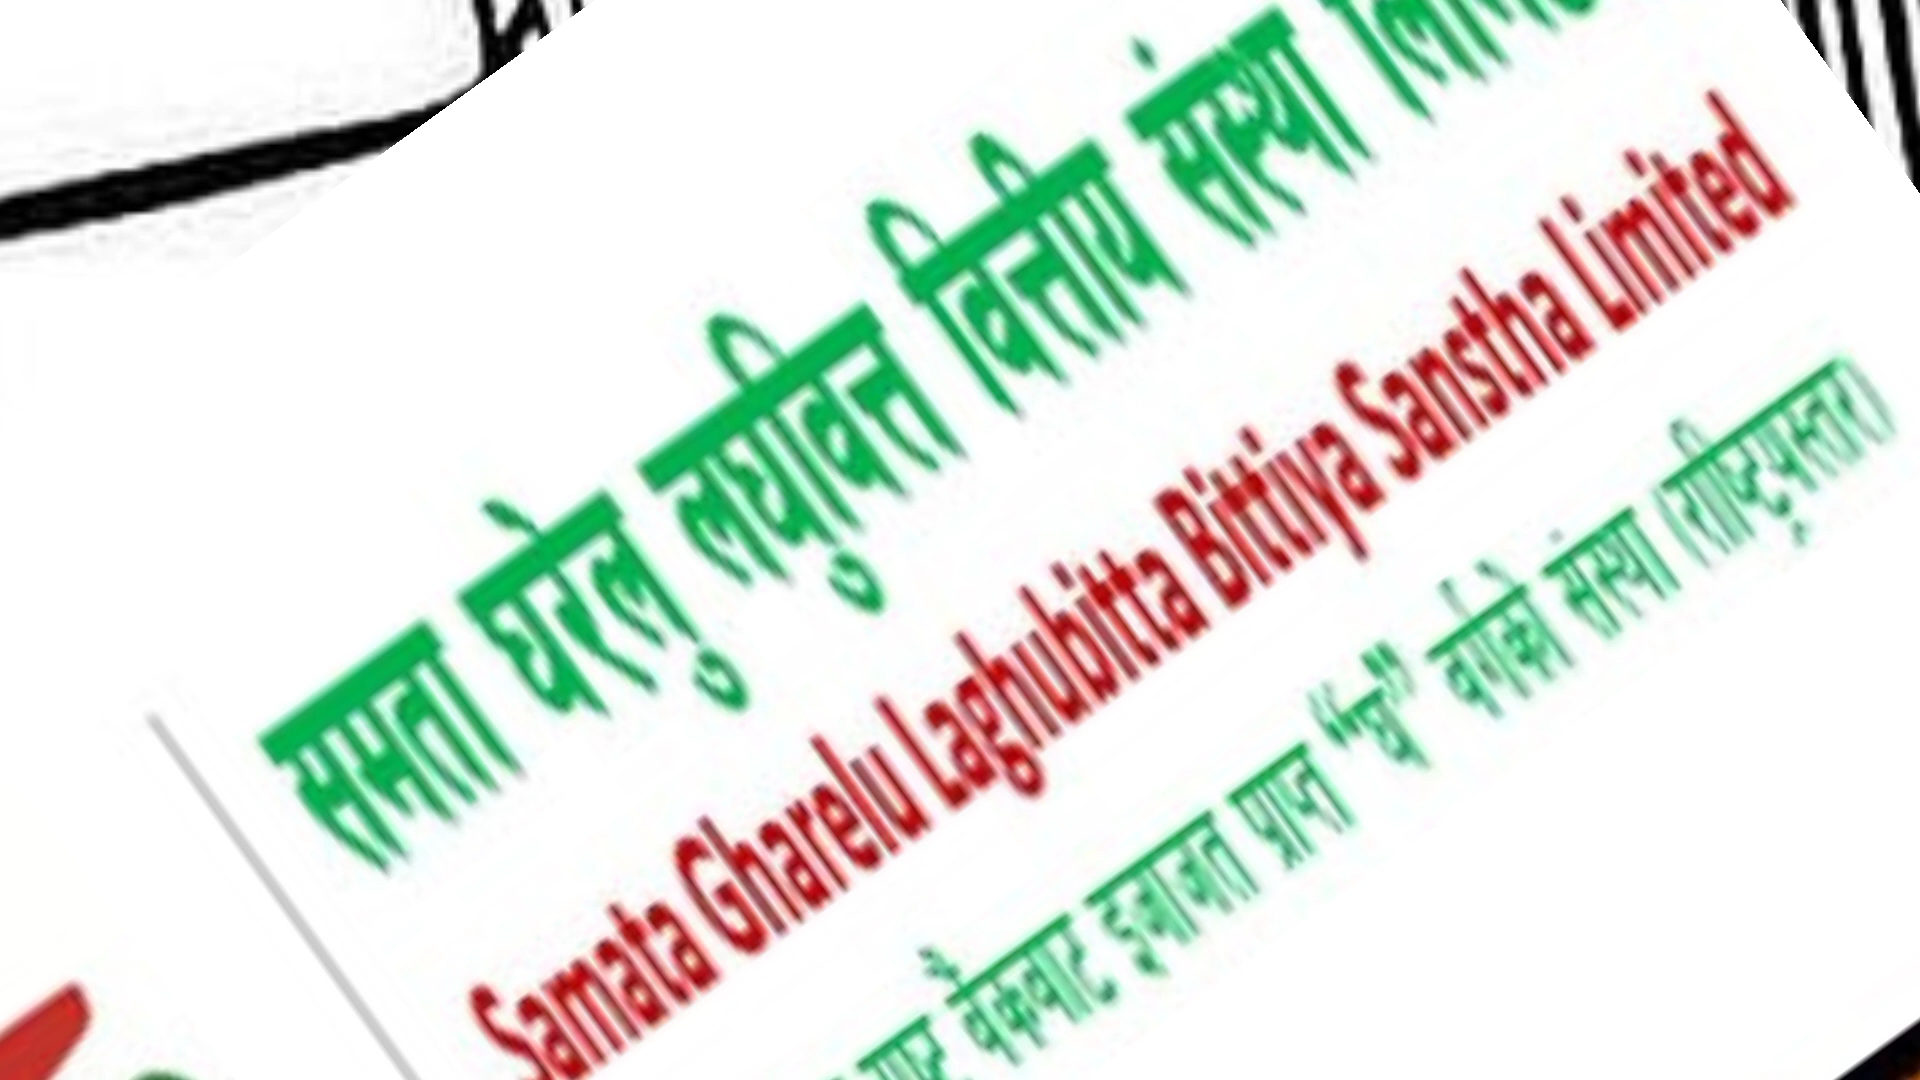 समता घरेलु लघुवित्त वित्तीय संस्था
Samata Gharelu Laghubitta Bittiya Sanstha Limited
बैंकबाट इजाजत प्राप्त “घ” वर्गको संस्था (राष्ट्रियस्तर)